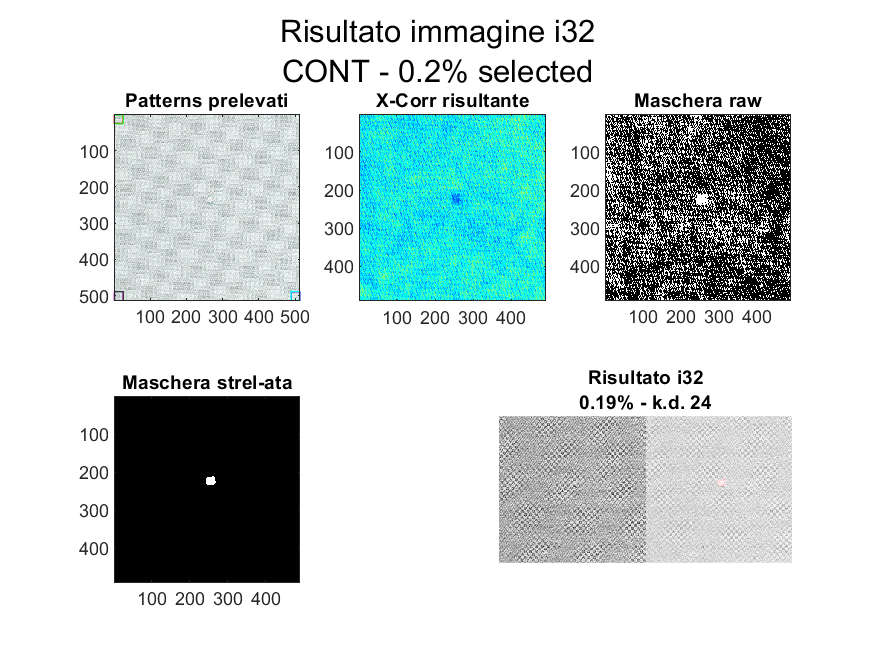 Risultato immagine i32
CONT - 0.2% selected
Patterns prelevati
100
200
300
400
500
100 200 300 400 500
X-Corr risultante
100
200
300
400
100 200 300 400
Maschera raw
100
200
300
400
100 200 300 400
Maschera strel-ata
100
200
300
400
100 200 300 400
Risultato i32
0.19% - k.d. 24